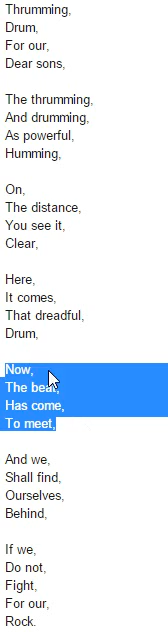 Thrumming,
Drum,
For our,
Dear sons,

The thrumming,
And drumming,
As powerful,
Humming,

On,
The distance,
You see it,
Clear,

Here,
It comes,
That dreadful,
Drum,

Now,
The beat,
Has come,
To meet,

And we,
Shall find,
Ourselves,
Behind,

If we,
Do not,
Fight,
For our,
Rock.